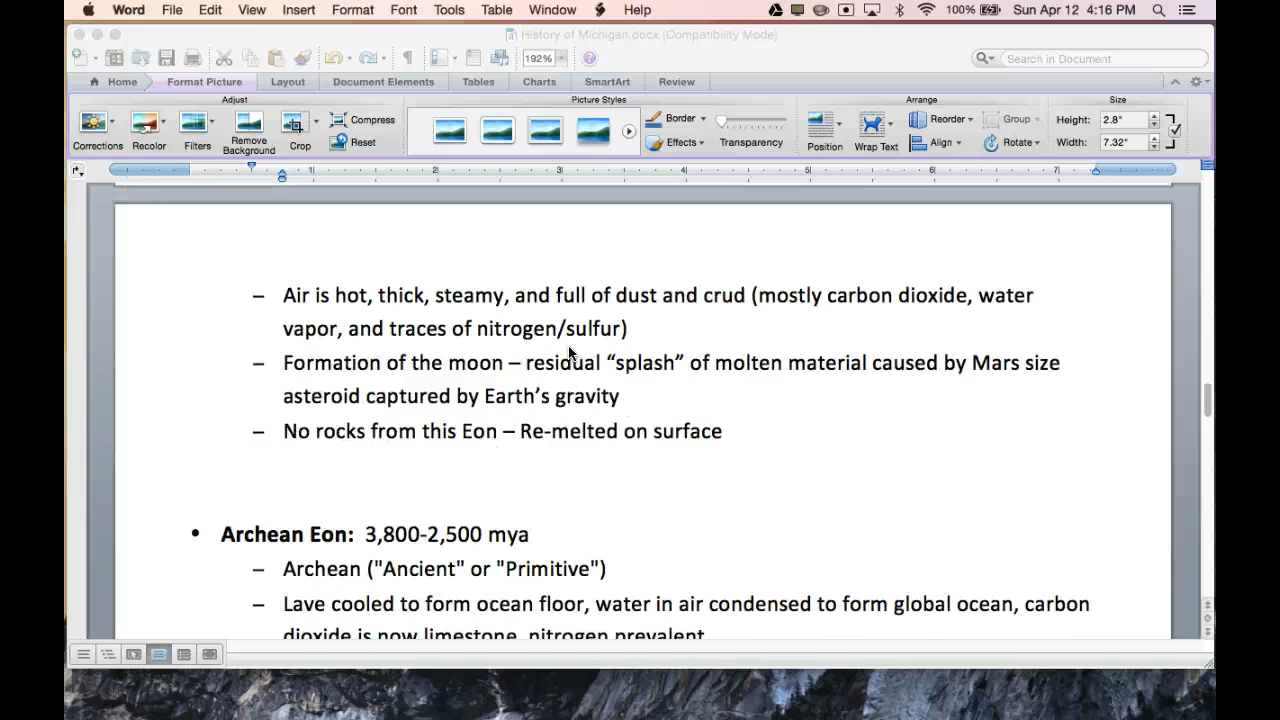 Word File Edit View Insert Format Font Tools Table Window Help 100% Sun Apr 12 4:16 PM
History of Michigan.docx [Compatibility Mode]
192% Search in Document
Home Format Picture Layout Document Elements Tables Charts SmartArt Review
Adjust Picture Styles Arrange Size
Corrections Recolor Filters Remove Background Crop Compress Reset Border Effects Transparency Position Wrap Text Reorder Align Group Rotate Height: 2.8" Width: 7.32"
1 2 3 4 5 6 7
– Air is hot, thick, steamy, and full of dust and crud (mostly carbon dioxide, water
vapor, and traces of nitrogen/sulfur)
– Formation of the moon – residual “splash” of molten material caused by Mars size
asteroid captured by Earth’s gravity
– No rocks from this Eon – Re-melted on surface
• Archean Eon: 3,800-2,500 mya
– Archean ("Ancient" or "Primitive")
– Lave cooled to form ocean floor, water in air condensed to form global ocean, carbon
dioxide is now limestone, nitrogen prevalent